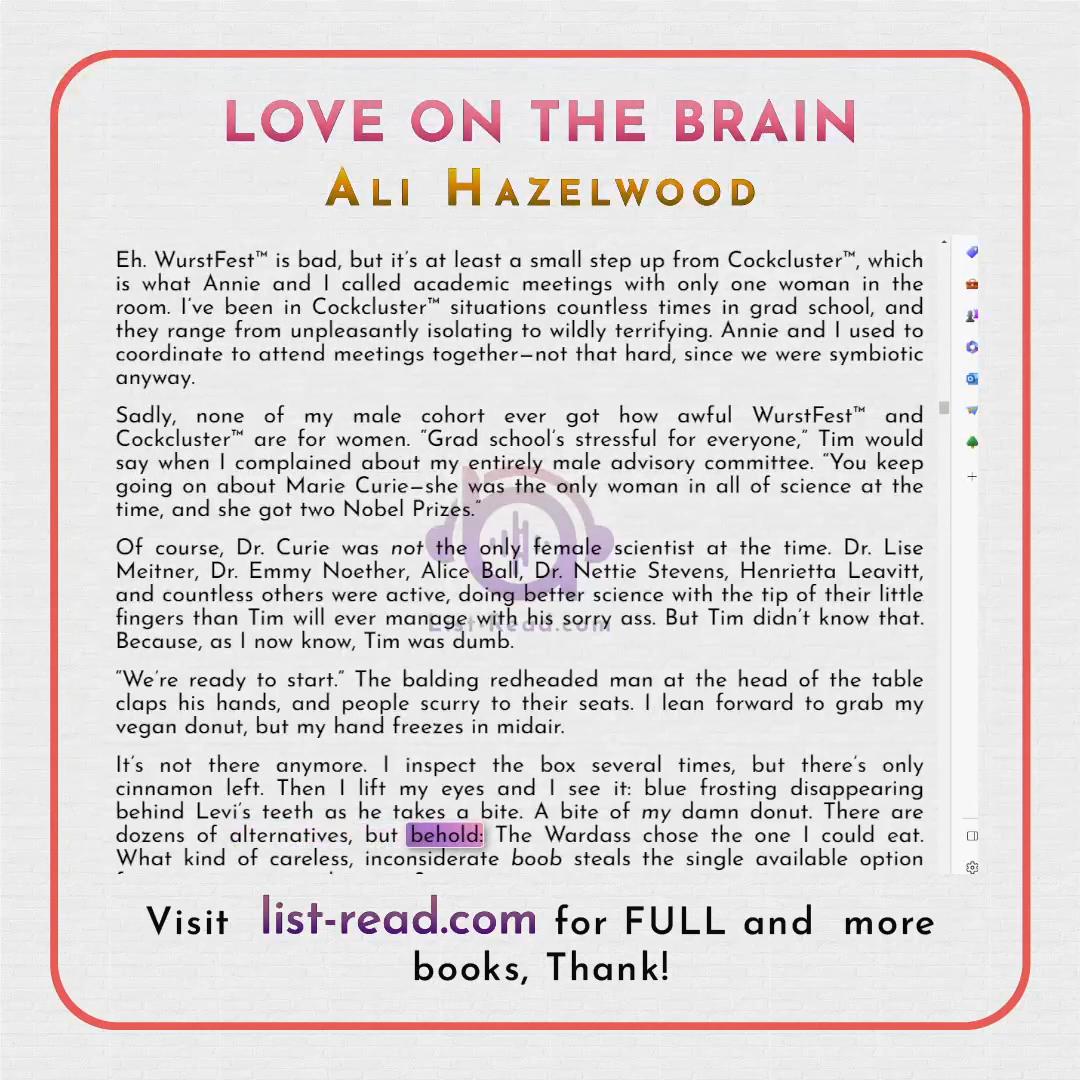 LOVE ON THE BRAIN
ALI HAZELWOOD
Eh. WurstFest™ is bad, but it's at least a small step up from Cockcluster™, which
is what Annie and I called academic meetings with only one woman in the
room. I've been in Cockcluster™ situations countless times in grad school, and
they range from unpleasantly isolating to wildly terrifying. Annie and I used to
coordinate to attend meetings together—not that hard, since we were symbiotic
anyway.
Sadly, none of my male cohort ever got how awful WurstFest™ and
Cockcluster™ are for women. “Grad school's stressful for everyone,” Tim would
say when I complained about my entirely male advisory committee. “You keep
going on about Marie Curie—she was the only woman in all of science at the
time, and she got two Nobel Prizes.”
Of course, Dr. Curie was not the only female scientist at the time. Dr. Lise
Meitner, Dr. Emmy Noether, Alice Ball, Dr. Nettie Stevens, Henrietta Leavitt,
and countless others were active, doing better science with the tip of their little
fingers than Tim will ever manage with his sorry ass. But Tim didn't know that.
List-Read.com
Because, as I now know, Tim was dumb.
“We're ready to start.” The balding redheaded man at the head of the table
claps his hands, and people scurry to their seats. I lean forward to grab my
vegan donut, but my hand freezes in midair.
It's not there anymore. I inspect the box several times, but there's only
cinnamon left. Then I lift my eyes and I see it: blue frosting disappearing
behind Levi's teeth as he takes a bite. A bite of my damn donut. There are
dozens of alternatives, but behold: The Wardass chose the one I could eat.
What kind of careless, inconsiderate boob steals the single available option
Visit list-read.com for FULL and more
books, Thank!